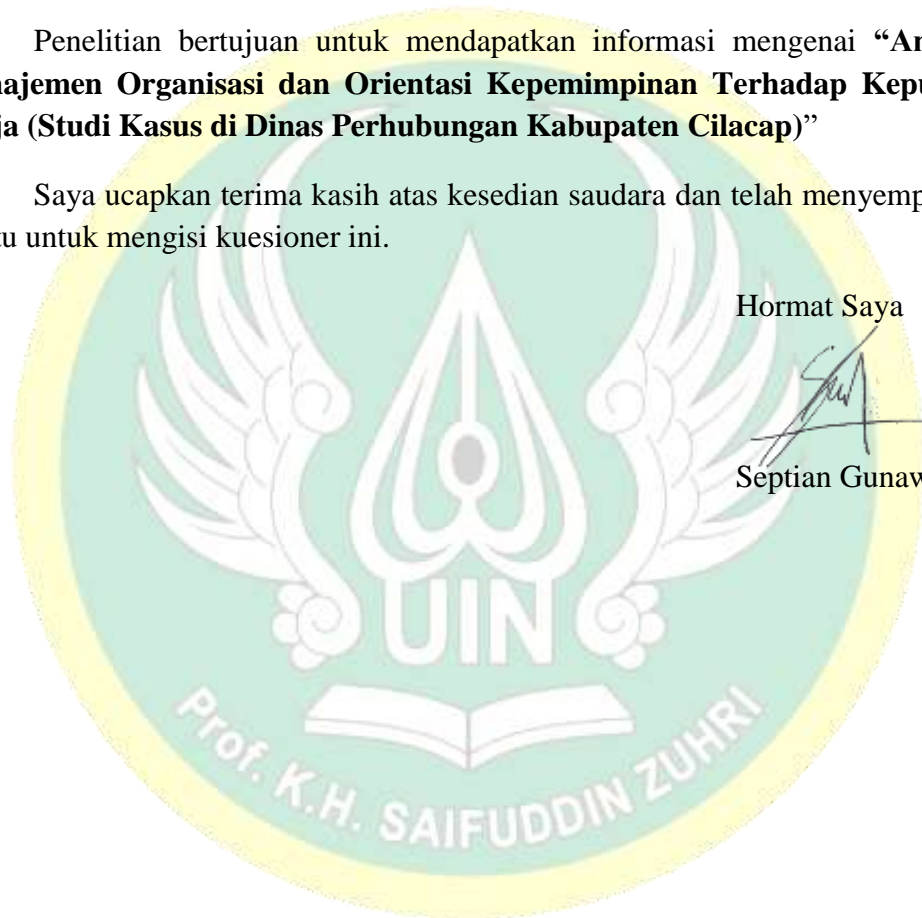 Penelitian bertujuan untuk mendapatkan informasi mengenai “An
najemen Organisasi dan Orientasi Kepemimpinan Terhadap Kepu
ja (Studi Kasus di Dinas Perhubungan Kabupaten Cilacap)”
Saya ucapkan terima kasih atas kesedian saudara dan telah menyemp
tu untuk mengisi kuesioner ini.
Hormat Saya
Septian Gunaw
UIN
Prof. K.H. SAIFUDDIN ZUHRI